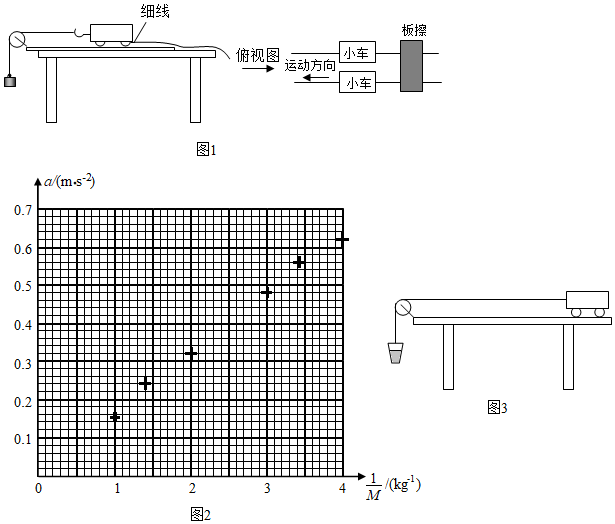 细线
俯视图
小车
板擦
运动方向
小车
图1
a/(m•s-2)
0.7
0.6
0.5
0.4
0.3
0.2
0.1
0 1 2 3 4
1/M /(kg-1)
图2
图3